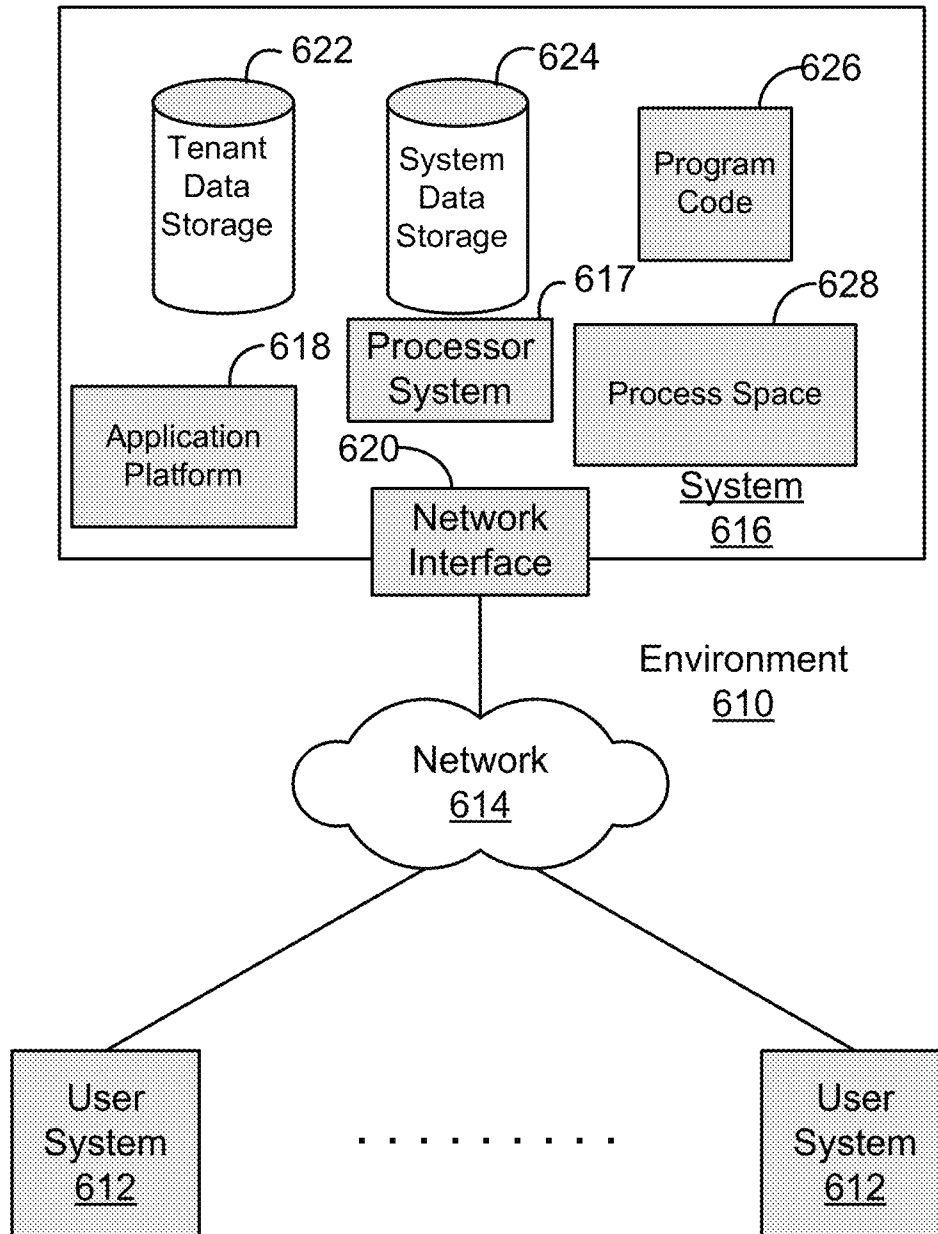 622
624
626
Tenant
Data
Storage
System
Data
Storage
Program
Code
617
628
618
Processor
System
Process Space
Application
Platform
620
System
616
Network
Interface
Environment
610
Network
614
User
System
612
. . . . . . . . . .
User
System
612